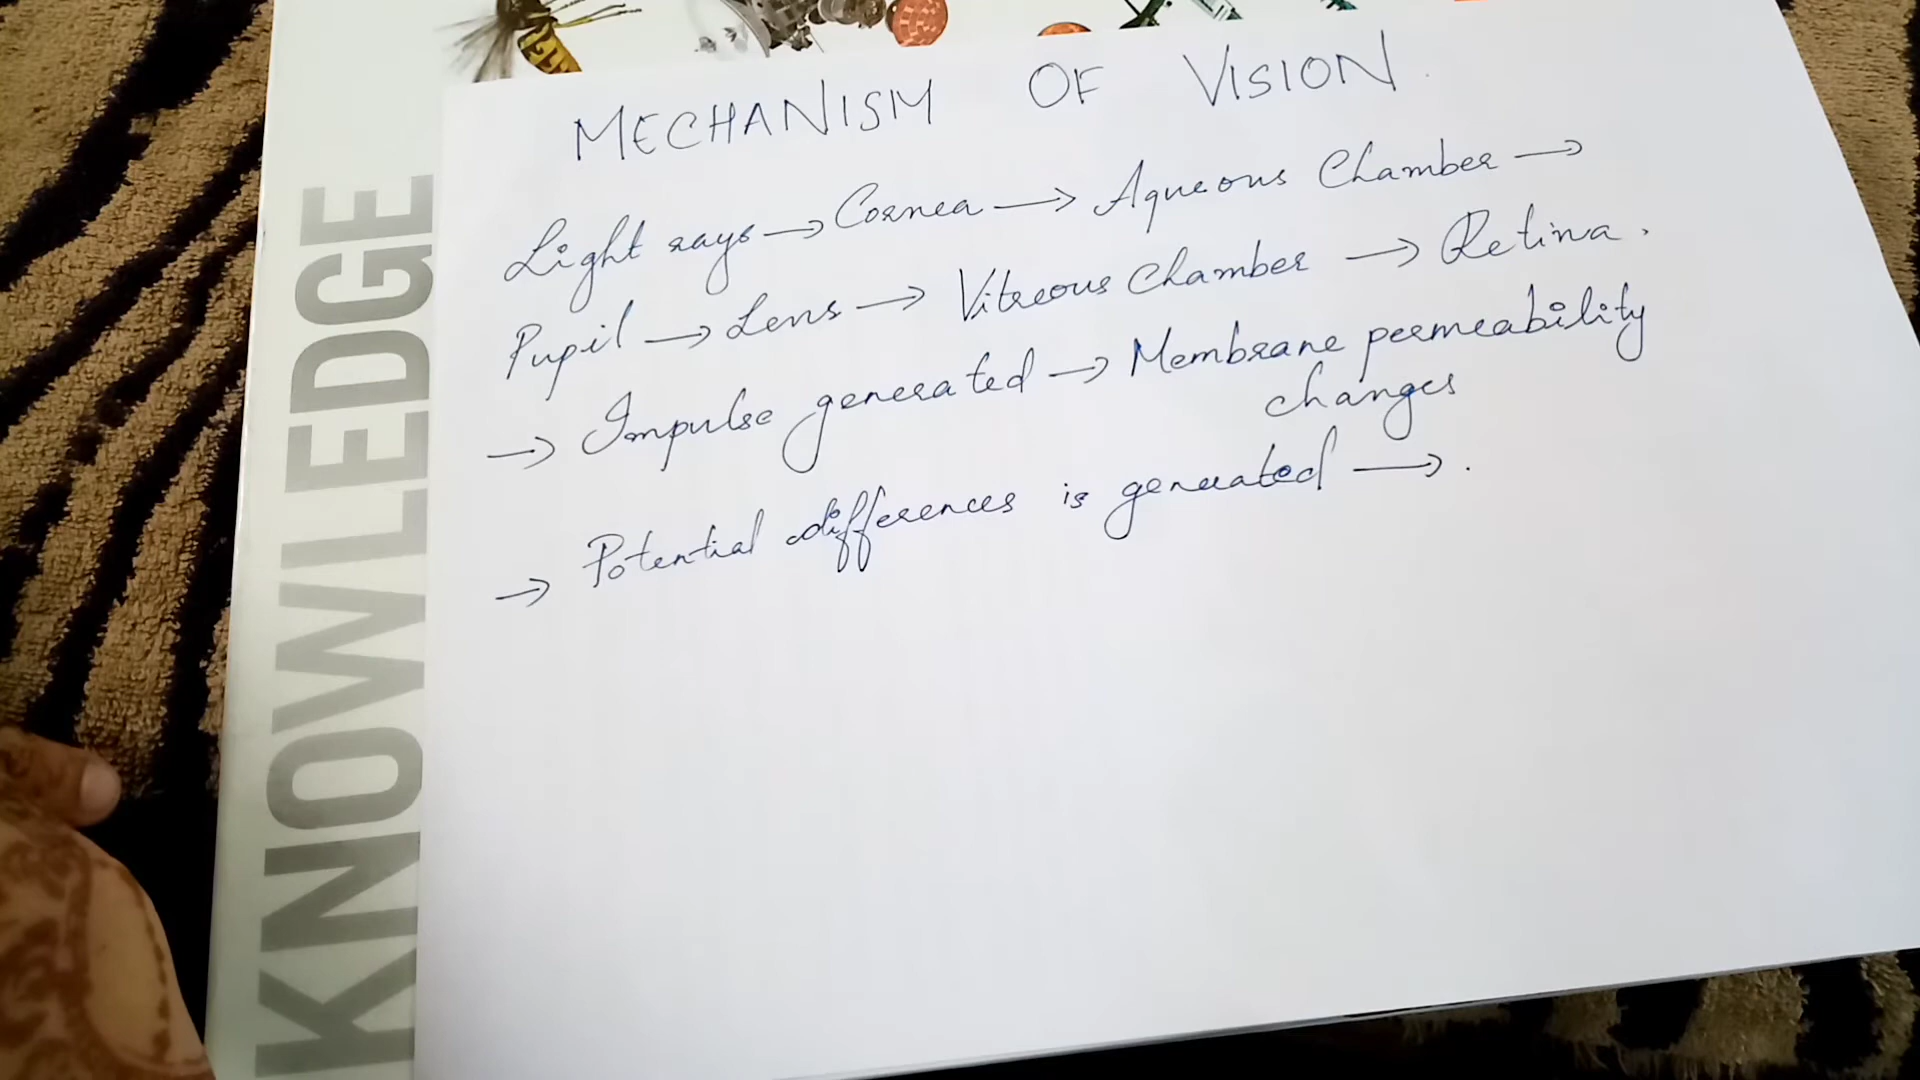 MECHANISM OF VISION
Light rays → Cornea → Aqueous Chamber →
Pupil → Lens → Vitreous Chamber → Retina.
→ Impulse generated → Membrane permeability
changes
→ Potential differences is generated → .
KNOWLEDGE